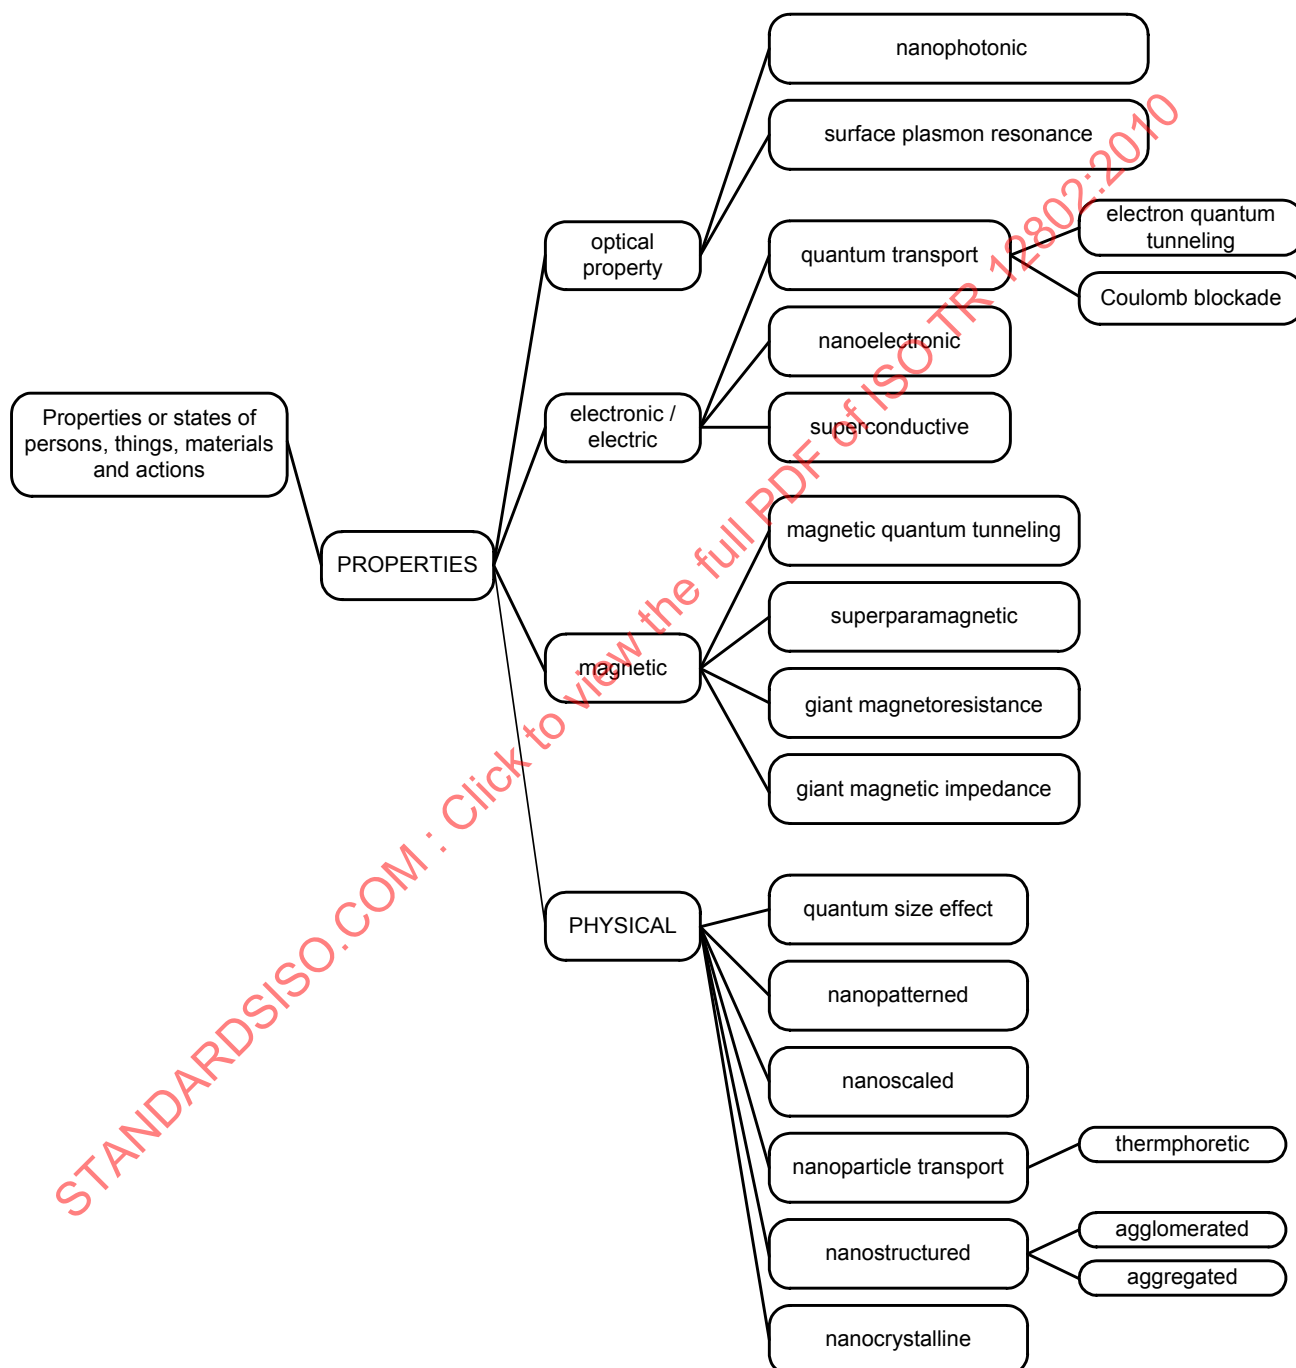 nanophotonic
surface plasmon resonance
electron quantum
tunneling
optical
property
quantum transport
Coulomb blockade
nanoelectronic
Properties or states of
persons, things, materials
and actions
electronic /
electric
superconductive
magnetic quantum tunneling
PROPERTIES
superparamagnetic
magnetic
giant magnetoresistance
giant magnetic impedance
quantum size effect
PHYSICAL
nanopatterned
nanoscaled
nanoparticle transport
thermphoretic
nanostructured
agglomerated
aggregated
nanocrystalline
STANDARDSISO.COM : Click to view the full PDF of ISO TR 12802:2010